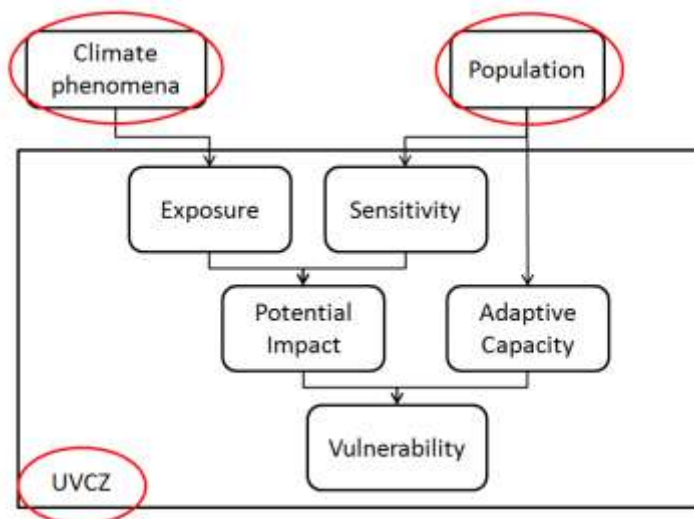 Climate
phenomena
Population
Exposure
Sensitivity
Potential
Impact
Adaptive
Capacity
Vulnerability
UVCZ